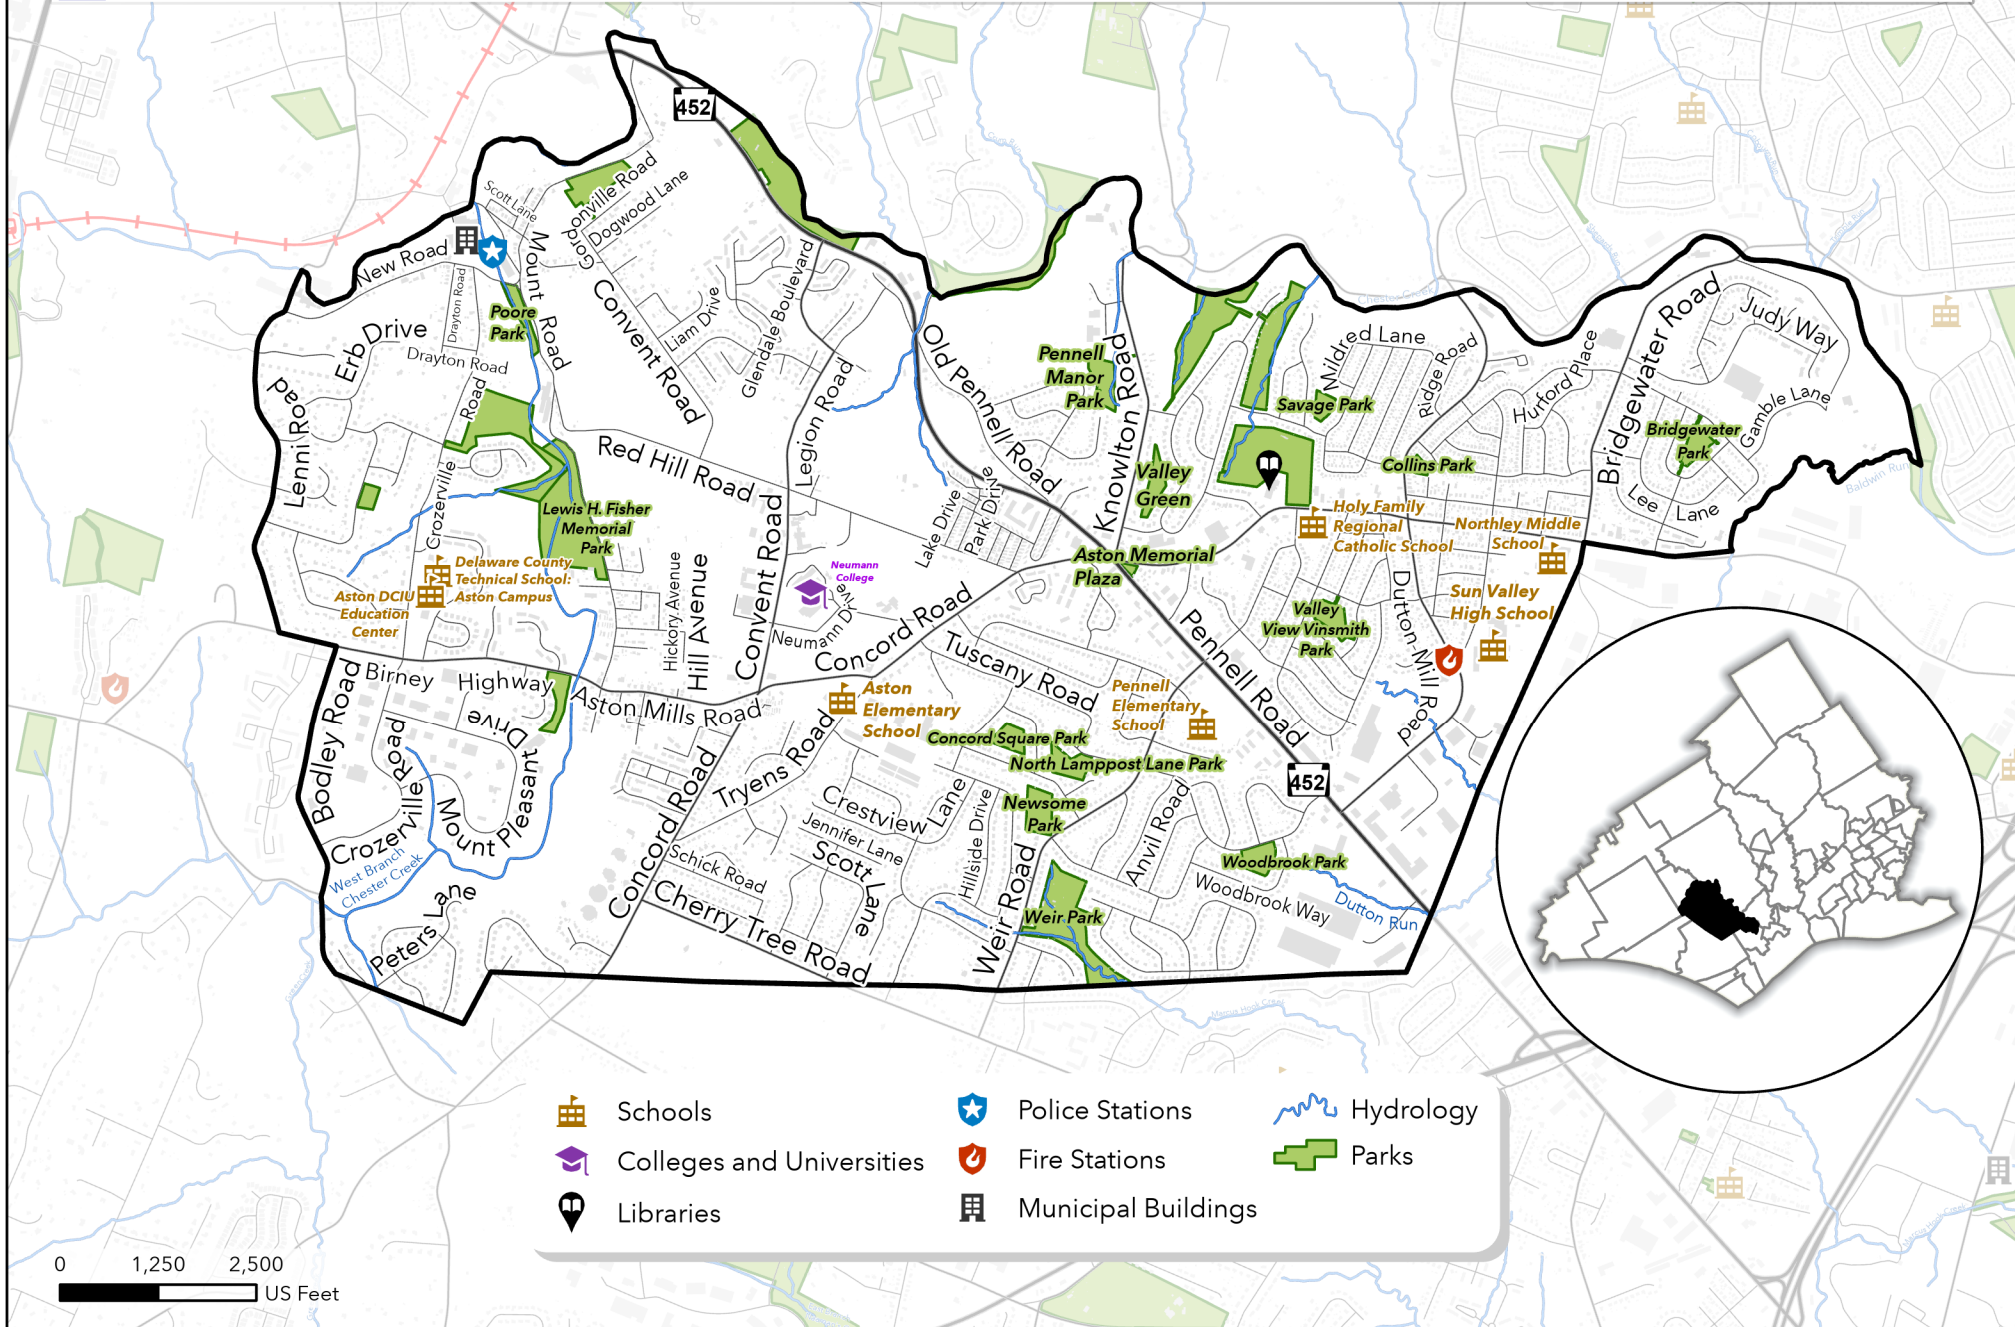 452
Scott Lane
Gordonville Road
Dogwood Lane
New Road
Mount Road
Drayton Road
Poore
Park
Convent Road
Liam Drive
Glendale Boulevard
Erb Drive
Drayton Road
Lenni Road
Road
Crozerville
Red Hill Road
Legion Road
Old Pennell Road
Pennell
Manor
Park
Knowlton Road
Mildred Lane
Ridge Road
Savage Park
Hurford Place
Bridgewater Road
Judy Way
Gamble Lane
Bridgewater
Park
Lee Lane
Collins Park
Valley
Green
Chester Creek
Baldwin Run
Lewis H. Fisher
Memorial
Park
Lake Drive
Park Drive
Holy Family
Regional
Catholic School
Northley Middle
School
Aston Memorial
Plaza
Delaware County
Technical School:
Aston Campus
Aston DCIU
Education
Center
Hickory Avenue
Hill Avenue
Convent Road
Neumann
College
Neumann Drive
Concord Road
Sun Valley
High School
Valley
View Vinsmith
Park
Dutton Mill Road
Pennell Road
Tuscany Road
Birney Highway
Aston Mills Road
Bodley Road
Crozerville Road
Mount Pleasant Drive
Aston
Elementary
School
Pennell
Elementary
School
Concord Square Park
North Lamppost Lane Park
452
Tryens Road
Concord Road
Crestview Lane
Jennifer Lane
Hillside Drive
Newsome
Park
Anvil Road
Woodbrook Park
Woodbrook Way
Dutton Run
Schick Road
Scott Lane
Cherry Tree Road
Weir Road
Weir Park
West Branch
Chester Creek
Peters Lane
Marcus Hook Creek
Schools
Colleges and Universities
Libraries
Police Stations
Fire Stations
Municipal Buildings
Hydrology
Parks
0 1,250 2,500
US Feet